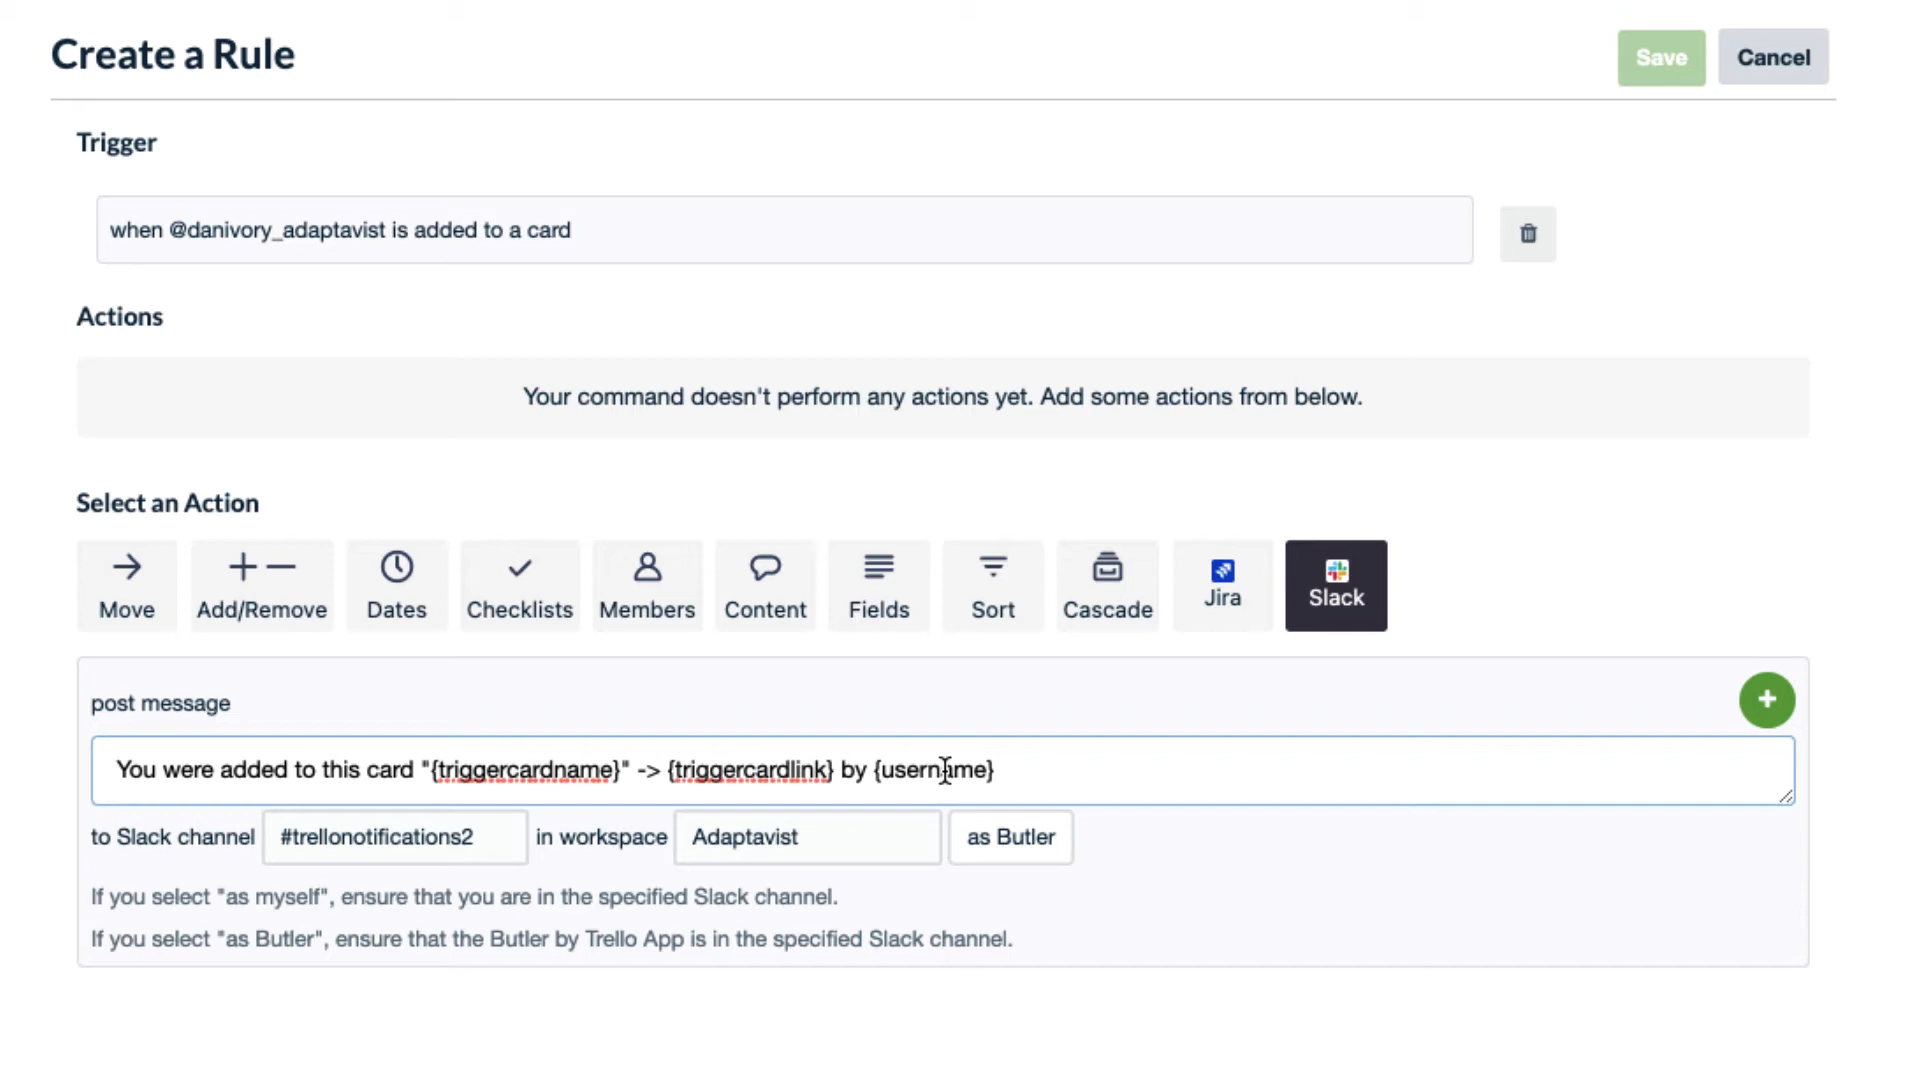 Create a Rule
Save
Cancel
Trigger
when @danivory_adaptavist is added to a card
Actions
Your command doesn't perform any actions yet. Add some actions from below.
Select an Action
Move
Add/Remove
Dates
Checklists
Members
Content
Fields
Sort
Cascade
Jira
Slack
post message
You were added to this card "{triggercardname}" -> {triggercardlink} by {username}
to Slack channel #trellonotifications2 in workspace Adaptavist as Butler
If you select "as myself", ensure that you are in the specified Slack channel.
If you select "as Butler", ensure that the Butler by Trello App is in the specified Slack channel.